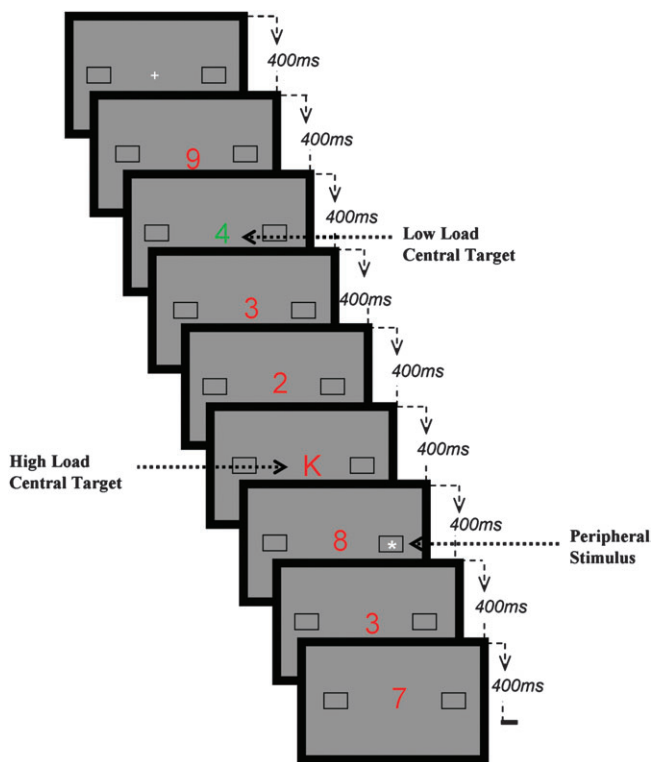 +
400ms
9
400ms
4
400ms
Low Load
Central Target
3
400ms
2
400ms
K
400ms
High Load
Central Target
8
*
400ms
Peripheral
Stimulus
3
400ms
7
400ms